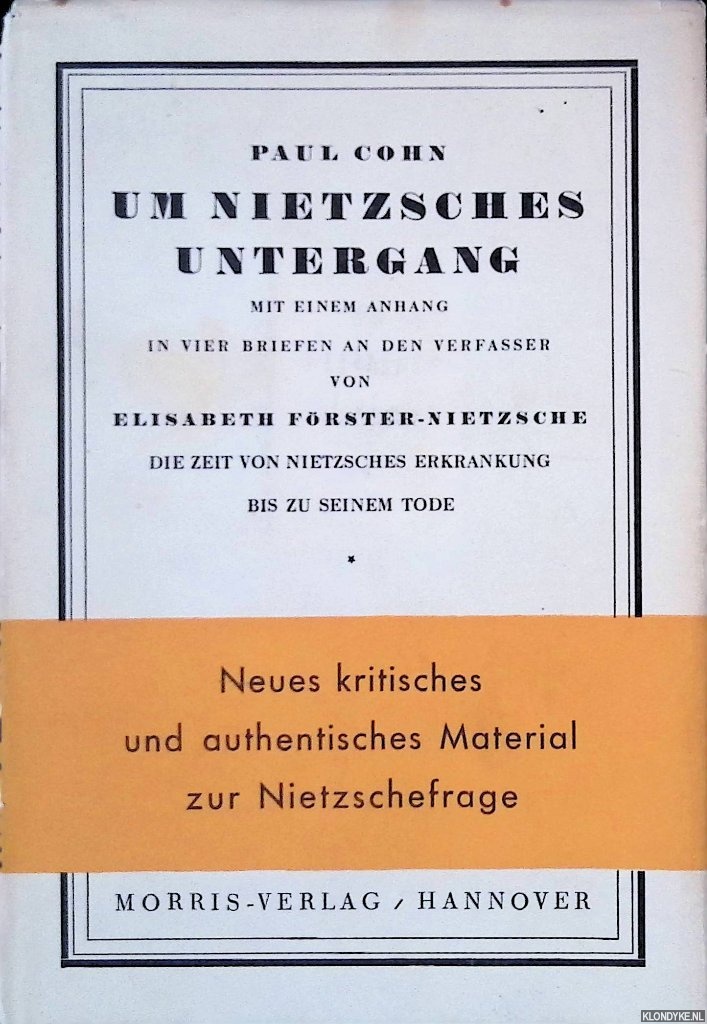 PAUL COHN
UM NIETZSCHES
UNTERGANG
MIT EINEM ANHANG
IN VIER BRIEFEN AN DEN VERFASSER
VON
ELISABETH FÖRSTER-NIETZSCHE
DIE ZEIT VON NIETZSCHES ERKRANKUNG
BIS ZU SEINEM TODE
*
Neues kritisches
und authentisches Material
zur Nietzschefrage
MORRIS-VERLAG / HANNOVER
KLONDYKE.NL